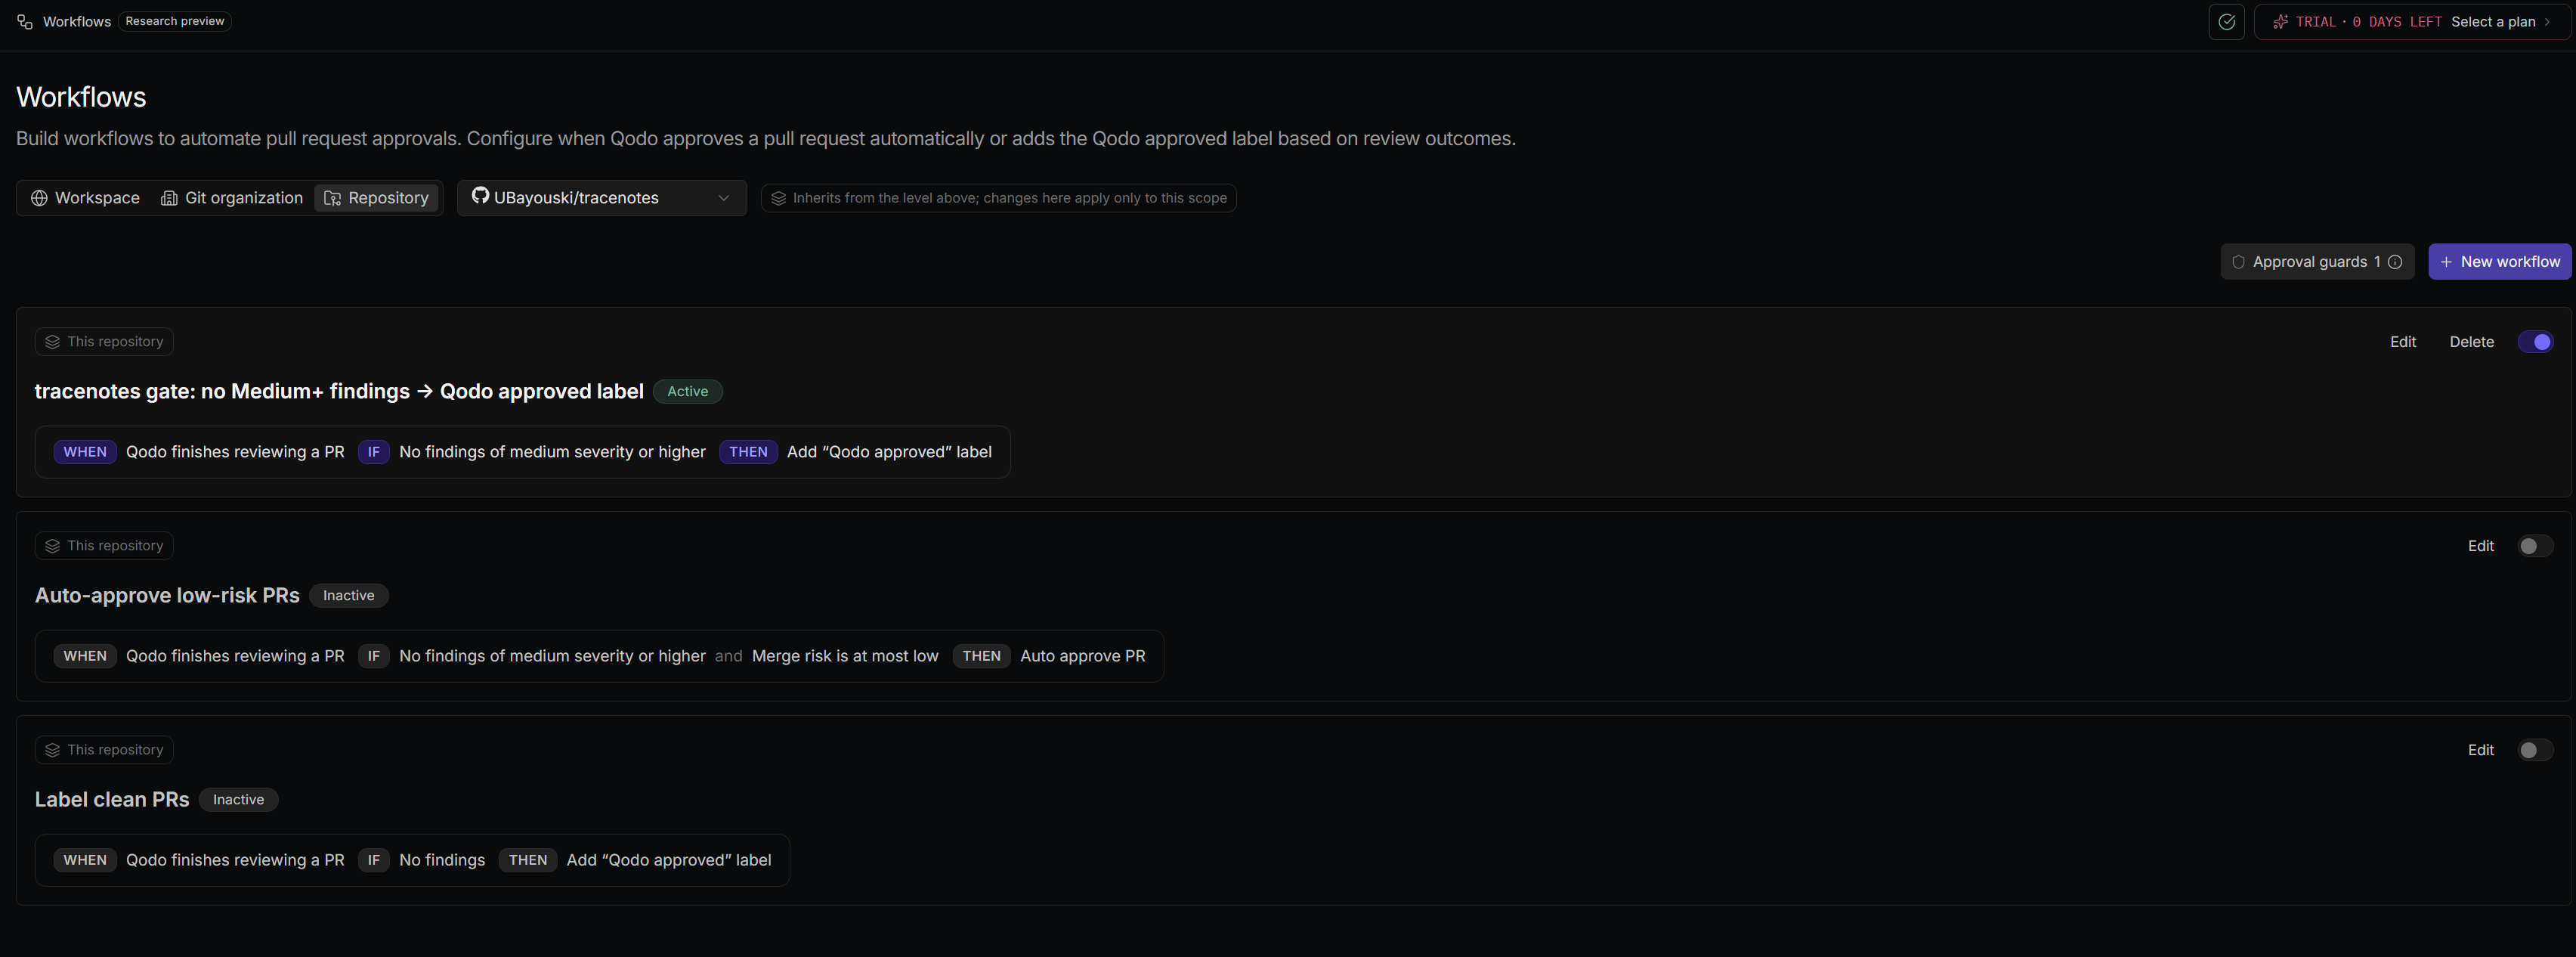 Workflows Research preview
TRIAL · 0 DAYS LEFT Select a plan
Workflows
Build workflows to automate pull request approvals. Configure when Qodo approves a pull request automatically or adds the Qodo approved label based on review outcomes.
Workspace Git organization Repository UBayouski/tracenotes Inherits from the level above; changes here apply only to this scope
Approval guards 1 + New workflow
This repository Edit Delete
tracenotes gate: no Medium+ findings → Qodo approved label Active
WHEN Qodo finishes reviewing a PR IF No findings of medium severity or higher THEN Add “Qodo approved” label
This repository Edit
Auto-approve low-risk PRs Inactive
WHEN Qodo finishes reviewing a PR IF No findings of medium severity or higher and Merge risk is at most low THEN Auto approve PR
This repository Edit
Label clean PRs Inactive
WHEN Qodo finishes reviewing a PR IF No findings THEN Add “Qodo approved” label